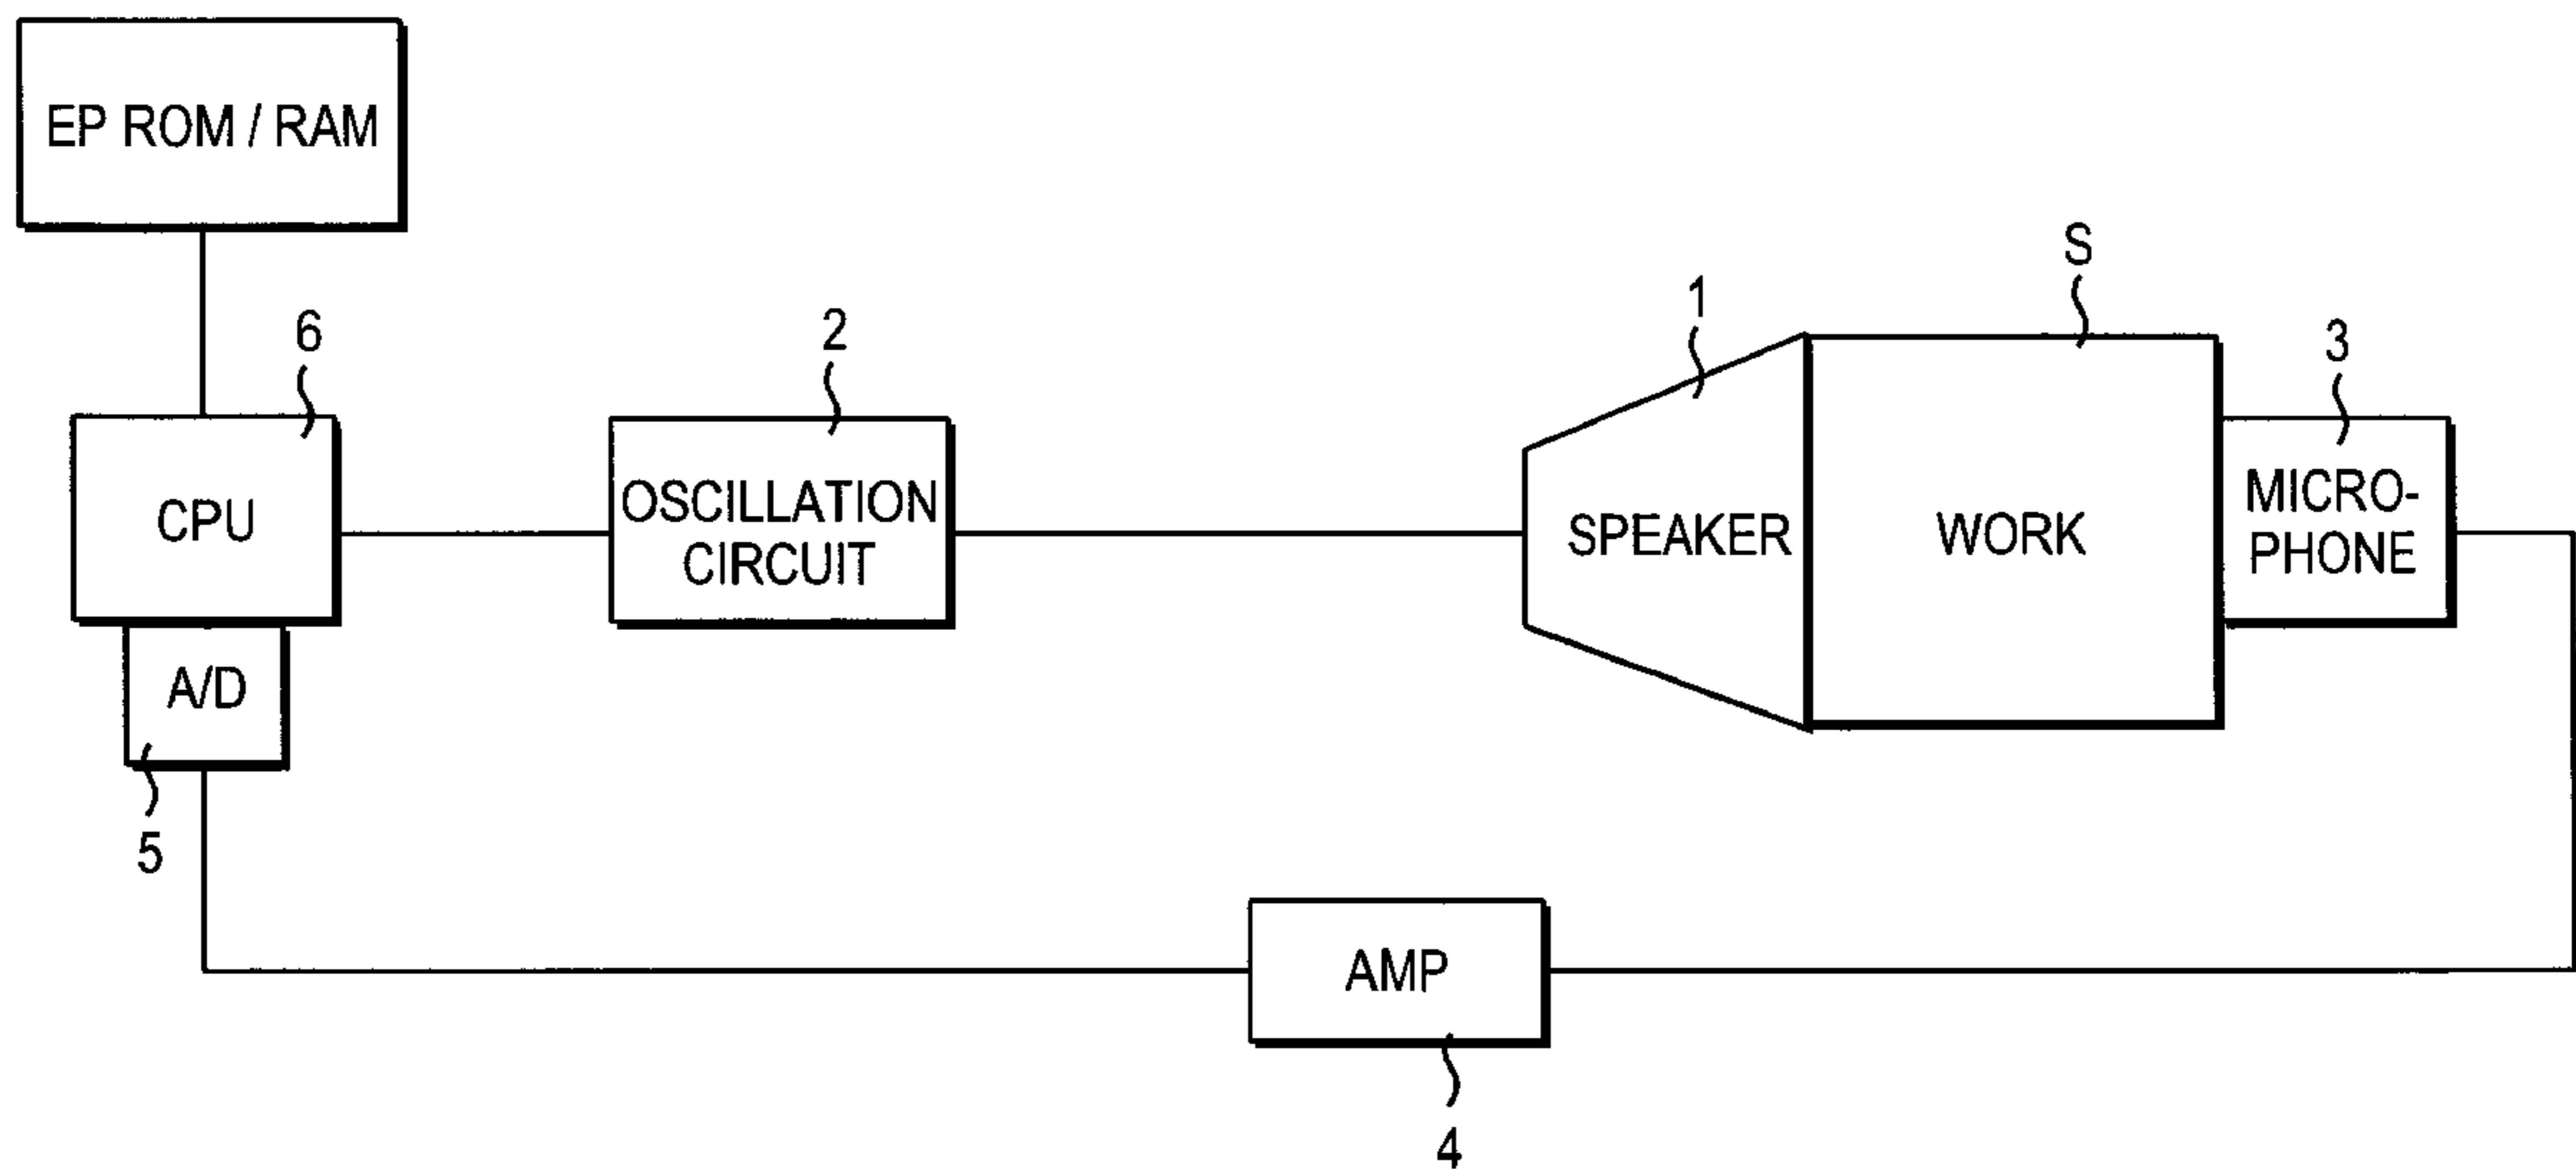 EP ROM / RAM
S
1
6
2
3
CPU
OSCILLATION
CIRCUIT
SPEAKER
WORK
MICRO-
PHONE
A/D
5
AMP
4